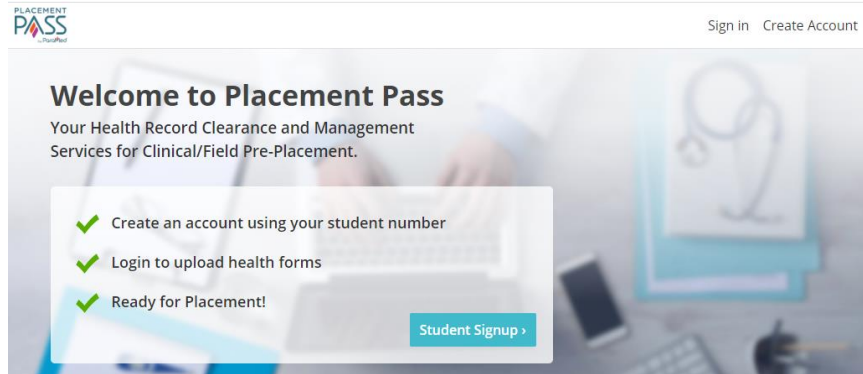 PLACEMENT
PASS
by ParaMed
Sign in Create Account
Welcome to Placement Pass
Your Health Record Clearance and Management
Services for Clinical/Field Pre-Placement.
Create an account using your student number
Login to upload health forms
Ready for Placement!
Student Signup ›